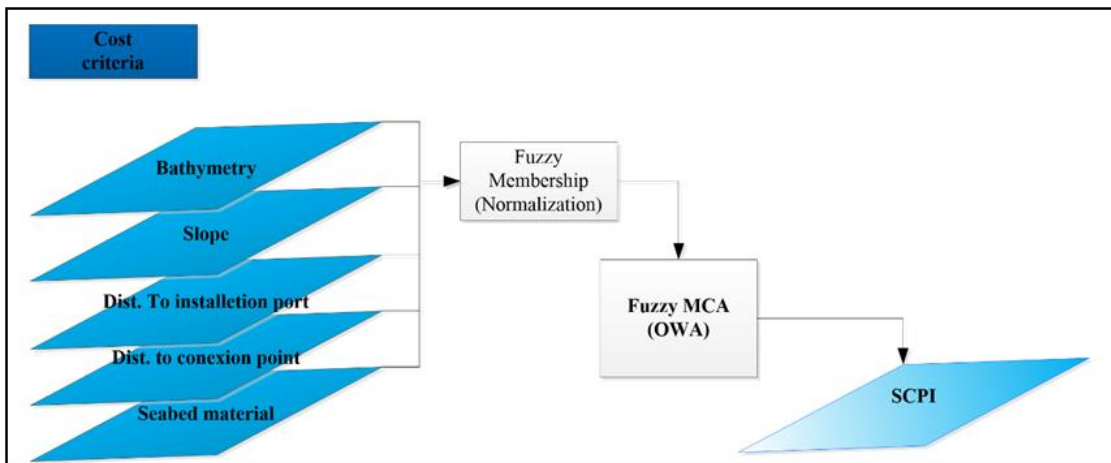 Cost
criteria
Bathymetry
Slope
Dist. To installetion port
Dist. to conexion point
Seabed material
Fuzzy
Membership
(Normalization)
Fuzzy MCA
(OWA)
SCPI